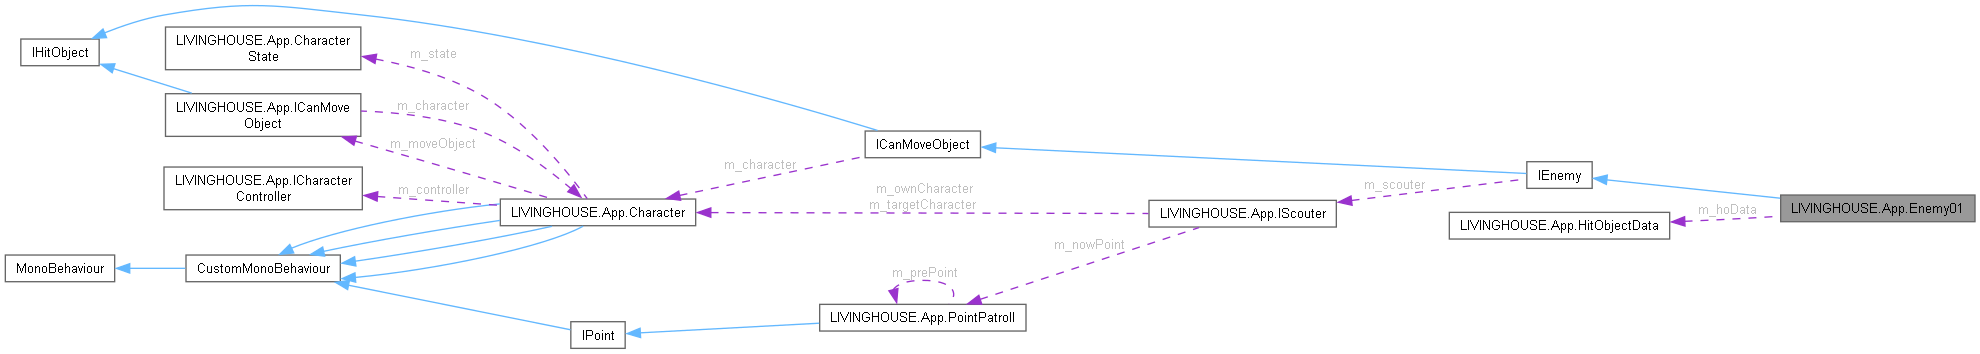 IHitObject
LIVINGHOUSE.App.Character
State
m_state
LIVINGHOUSE.App.ICanMove
Object
m_character
m_moveObject
LIVINGHOUSE.App.ICharacter
Controller
m_controller
LIVINGHOUSE.App.Character
MonoBehaviour
CustomMonoBehaviour
ICanMoveObject
m_character
m_ownCharacter
m_targetCharacter
LIVINGHOUSE.App.IScouter
m_scouter
IEnemy
LIVINGHOUSE.App.Enemy01
m_hoData
LIVINGHOUSE.App.HitObjectData
m_nowPoint
m_prePoint
LIVINGHOUSE.App.PointPatroll
IPoint